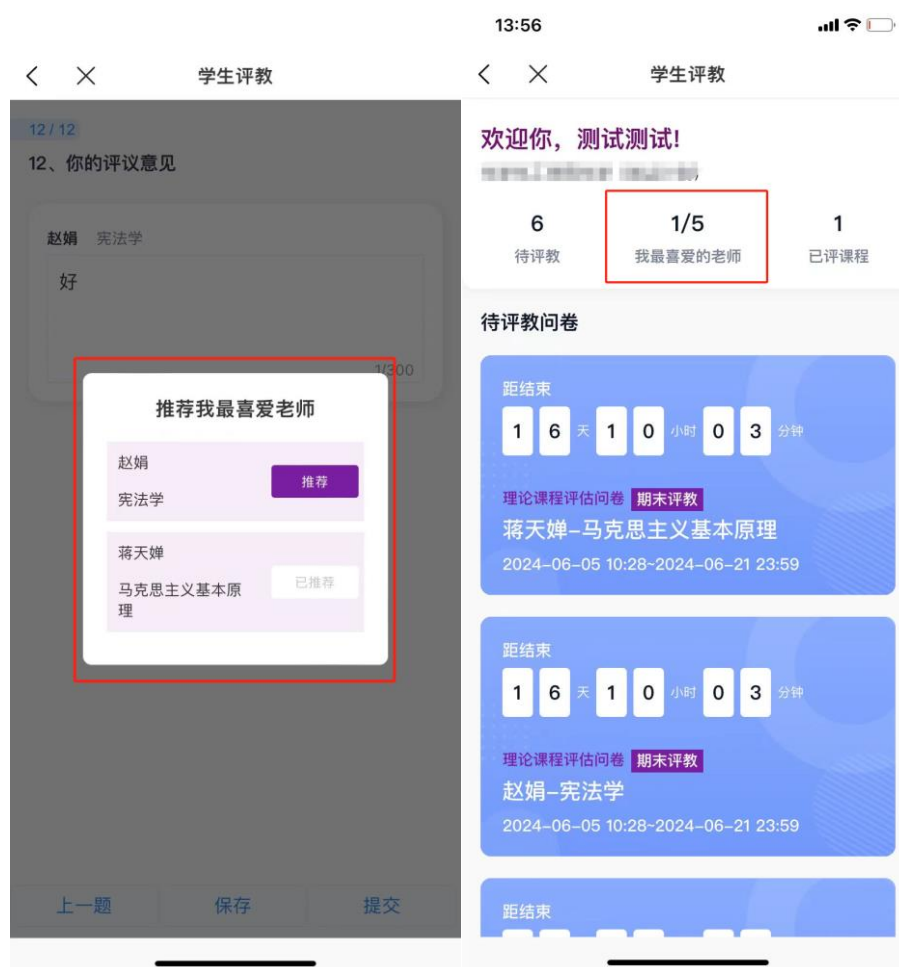 学生评教
12 / 12
12、你的评议意见
赵娟 宪法学
好
1/300
推荐我最喜爱老师
赵娟
宪法学
推荐
蒋天婵
马克思主义基本原
理
已推荐
上一题 保存 提交
13:56
学生评教
欢迎你，测试测试!
6 1/5 1
待评教 我最喜爱的老师 已评课程
待评教问卷
距结束
1 6 天 1 0 小时 0 3 分钟
理论课程评估问卷 期末评教
蒋天婵–马克思主义基本原理
2024–06–05 10:28~2024–06–21 23:59
距结束
1 6 天 1 0 小时 0 3 分钟
理论课程评估问卷 期末评教
赵娟–宪法学
2024–06–05 10:28~2024–06–21 23:59
距结束